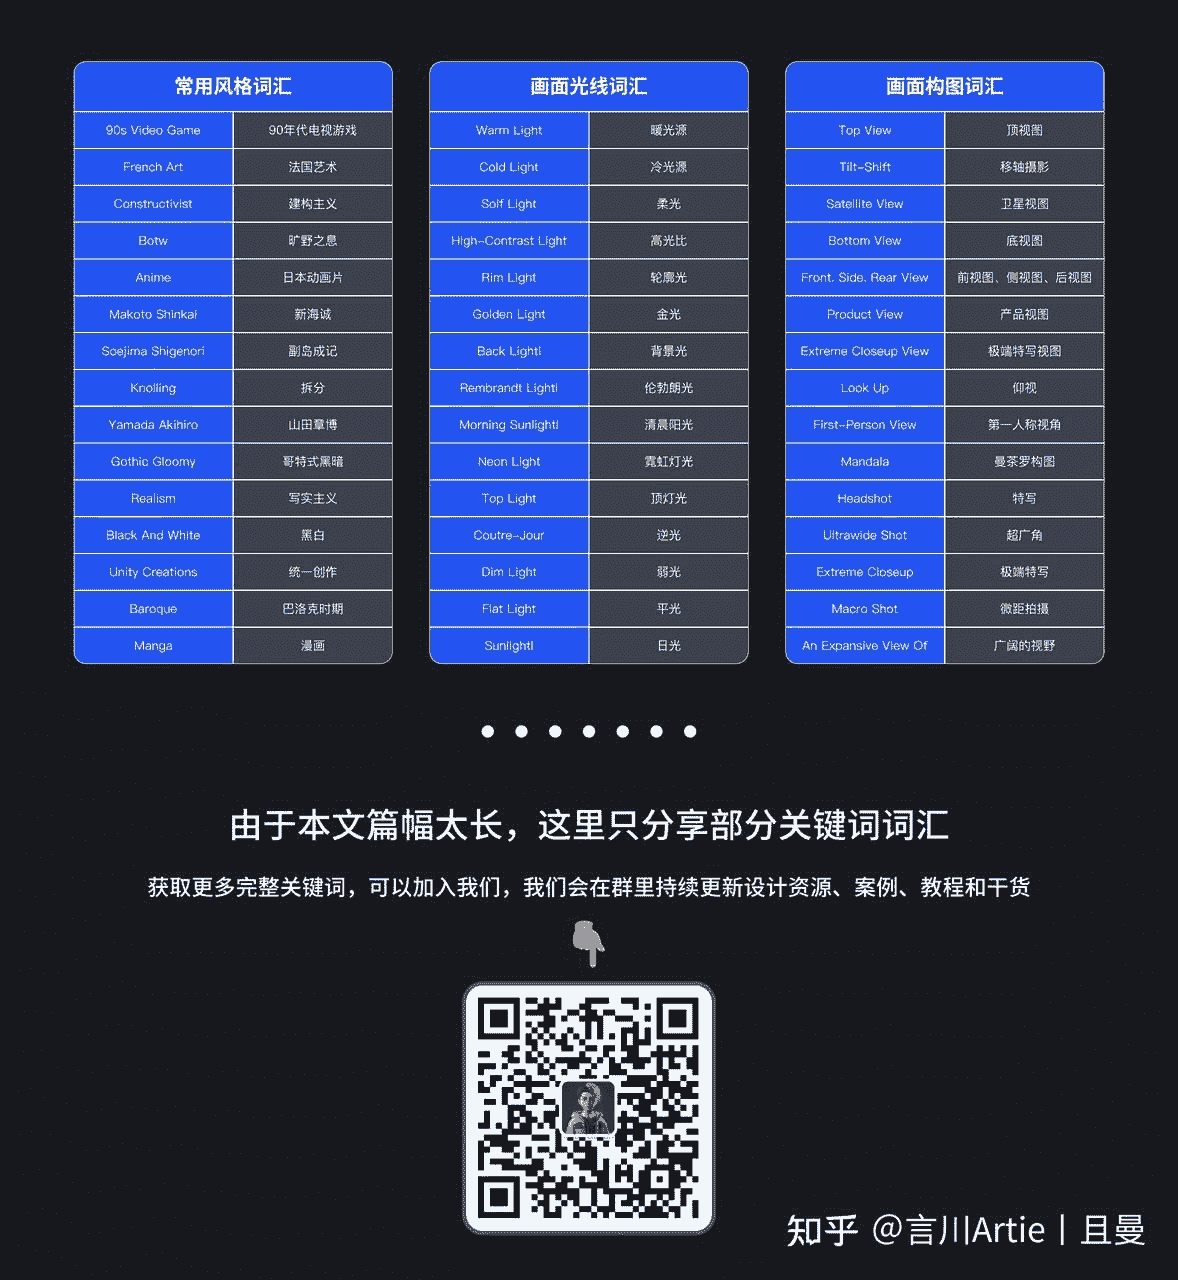 常用风格词汇
90s Video Game 90年代电视游戏
French Art 法国艺术
Constructivist 建构主义
Botw 旷野之息
Anime 日本动画片
Makoto Shinkai 新海诚
Soejima Shigenori 副岛成记
Knolling 拆分
Yamada Akihiro 山田章博
Gothic Gloomy 哥特式黑暗
Realism 写实主义
Black And White 黑白
Unity Creations 统一创作
Baroque 巴洛克时期
Manga 漫画
画面光线词汇
Warm Light 暖光源
Cold Light 冷光源
Solf Light 柔光
High-Contrast Light 高光比
Rim Light 轮廓光
Golden Light 金光
Back Lightl 背景光
Rembrandt Lightl 伦勃朗光
Morning Sunlightl 清晨阳光
Neon Light 霓虹灯光
Top Light 顶灯光
Coutre-Jour 逆光
Dim Light 弱光
Flat Light 平光
Sunlightl 日光
画面构图词汇
Top View 顶视图
Tilt-Shift 移轴摄影
Satellite View 卫星视图
Bottom View 底视图
Front, Side, Rear View 前视图、侧视图、后视图
Product View 产品视图
Extreme Closeup View 极端特写视图
Look Up 仰视
First-Person View 第一人称视角
Mandala 曼荼罗构图
Headshot 特写
Ultrawide Shot 超广角
Extreme Closeup 极端特写
Macro Shot 微距拍摄
An Expansive View Of 广阔的视野
由于本文篇幅太长，这里只分享部分关键词词汇
获取更多完整关键词，可以加入我们，我们会在群里持续更新设计资源、案例、教程和干货
知乎 @言川Artie丨且曼